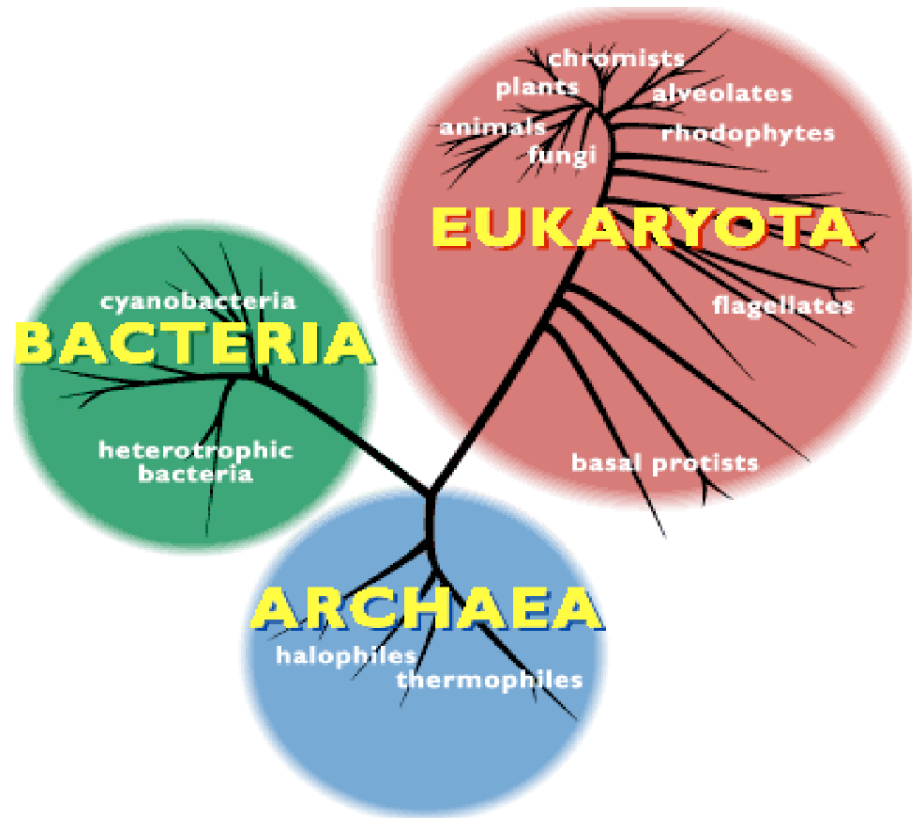 chromists
plants
alveolates
animals
rhodophytes
fungi
EUKARYOTA
cyanobacteria
flagellates
BACTERIA
heterotrophic
bacteria
basal protists
ARCHAEA
halophiles
thermophiles